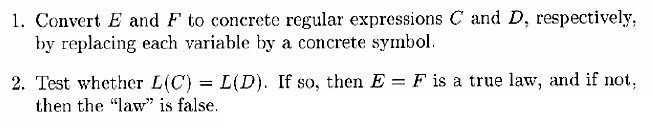 1. Convert E and F to concrete regular expressions C and D, respectively,
by replacing each variable by a concrete symbol.
2. Test whether L(C) = L(D). If so, then E = F is a true law, and if not,
then the "law" is false.